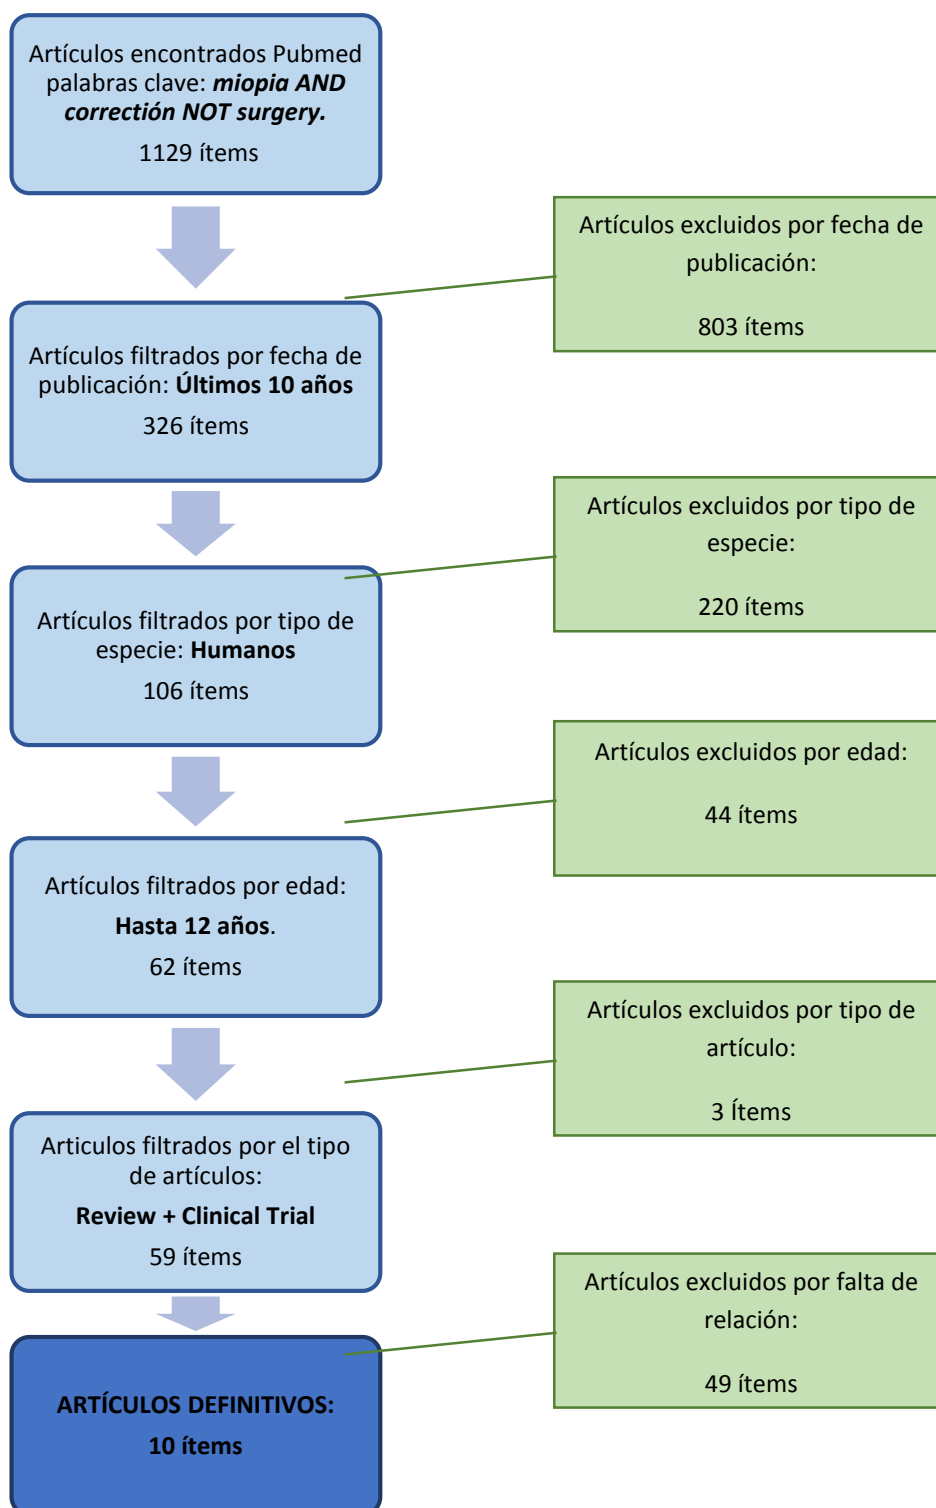 Artículos encontrados Pubmed
palabras clave: miopia AND
correctión NOT surgery.
1129 ítems
Artículos excluidos por fecha de
publicación:
803 ítems
Artículos filtrados por fecha de
publicación: Últimos 10 años
326 ítems
Artículos excluidos por tipo de
especie:
220 ítems
Artículos filtrados por tipo de
especie: Humanos
106 ítems
Artículos excluidos por edad:
44 ítems
Artículos filtrados por edad:
Hasta 12 años.
62 ítems
Artículos excluidos por tipo de
artículo:
3 Ítems
Articulos filtrados por el tipo
de artículos:
Review + Clinical Trial
59 ítems
Artículos excluidos por falta de
relación:
49 ítems
ARTÍCULOS DEFINITIVOS:
10 ítems